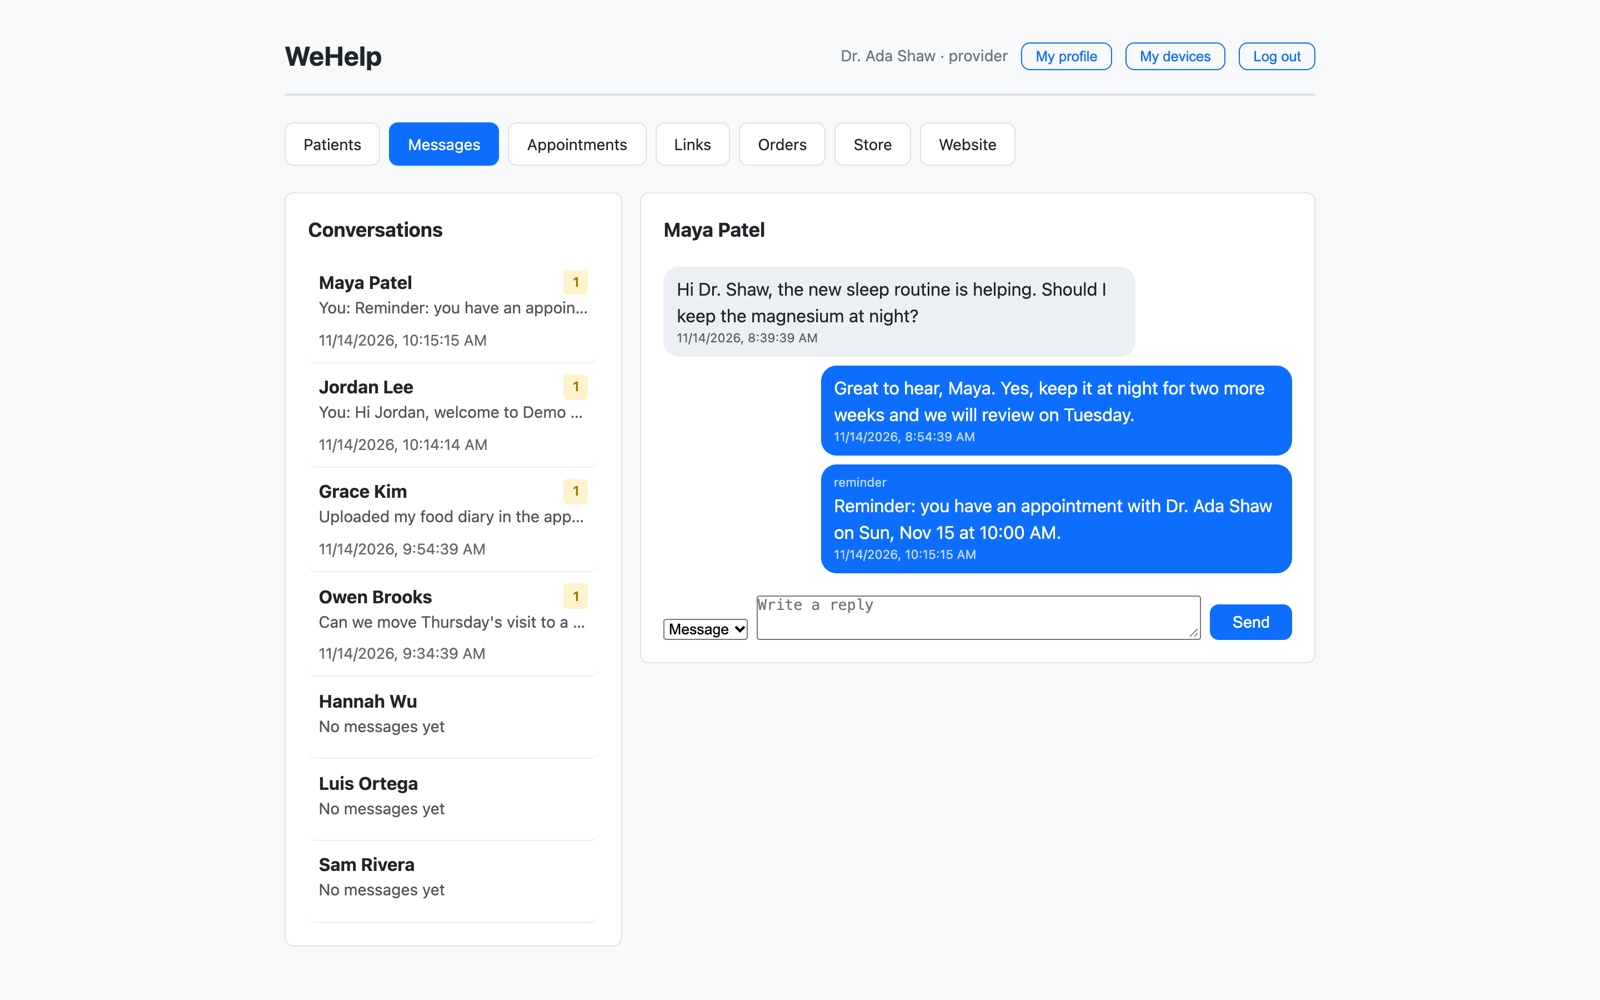 WeHelp
Dr. Ada Shaw · provider
My profile
My devices
Log out
Patients
Messages
Appointments
Links
Orders
Store
Website
Conversations
Maya Patel
1
You: Reminder: you have an appoin...
11/14/2026, 10:15:15 AM
Jordan Lee
1
You: Hi Jordan, welcome to Demo ...
11/14/2026, 10:14:14 AM
Grace Kim
1
Uploaded my food diary in the app...
11/14/2026, 9:54:39 AM
Owen Brooks
1
Can we move Thursday's visit to a ...
11/14/2026, 9:34:39 AM
Hannah Wu
No messages yet
Luis Ortega
No messages yet
Sam Rivera
No messages yet
Maya Patel
Hi Dr. Shaw, the new sleep routine is helping. Should I
keep the magnesium at night?
11/14/2026, 8:39:39 AM
Great to hear, Maya. Yes, keep it at night for two more
weeks and we will review on Tuesday.
11/14/2026, 8:54:39 AM
reminder
Reminder: you have an appointment with Dr. Ada Shaw
on Sun, Nov 15 at 10:00 AM.
11/14/2026, 10:15:15 AM
Message
Write a reply
Send